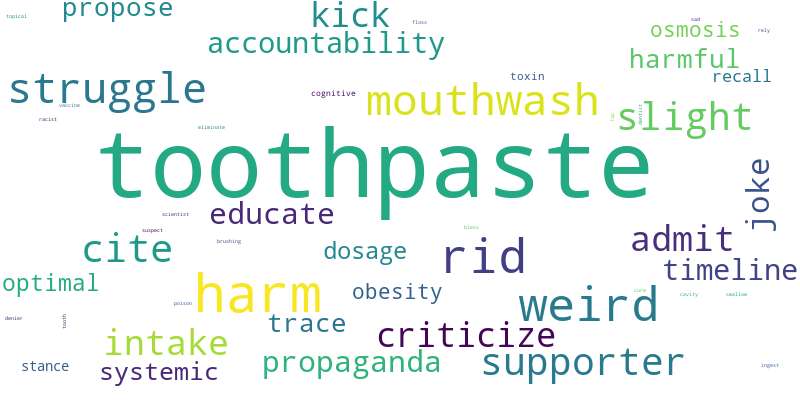 propose
kick
sad
topical
floss
osmosis
rely
accountability
harmful
toxin
recall
struggle
cognitive
mouthwash
vaccine
slight
dentist
racist
eliminate
toothpaste
joke
educate
scientist
bless
suspect
admit
cite
brushing
dosage
rid
timeline
optimal
harm
obesity
cure
cavity
swallow
poison
weird
denier
tooth
trace
intake
criticize
propaganda
supporter
stance
systemic
ingest